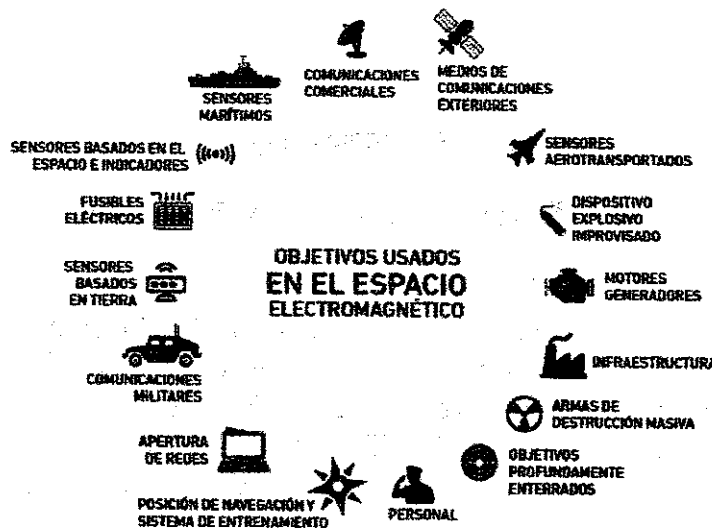 COMUNICACIONES
COMERCIALES
MEDIOS DE
COMUNICACIONES
EXTERIORES
SENSORES
MARÍTIMOS
SENSORES BASADOS EN EL
ESPACIO E INDICADORES
SENSORES
AEROTRANSPORTADOS
FUSIBLES
ELÉCTRICOS
DISPOSITIVO
EXPLOSIVO
IMPROVISADO
OBJETIVOS USADOS
EN EL ESPACIO
ELECTROMAGNÉTICO
SENSORES
BASADOS
EN TIERRA
MOTORES
GENERADORES
COMUNICACIONES
MILITARES
INFRAESTRUCTURA
ARMAS DE
DESTRUCCIÓN MASIVA
APERTURA
DE REDES
OBJETIVOS
PROFUNDAMENTE
ENTERRADOS
POSICIÓN DE NAVEGACIÓN Y
SISTEMA DE ENTRENAMIENTO
PERSONAL